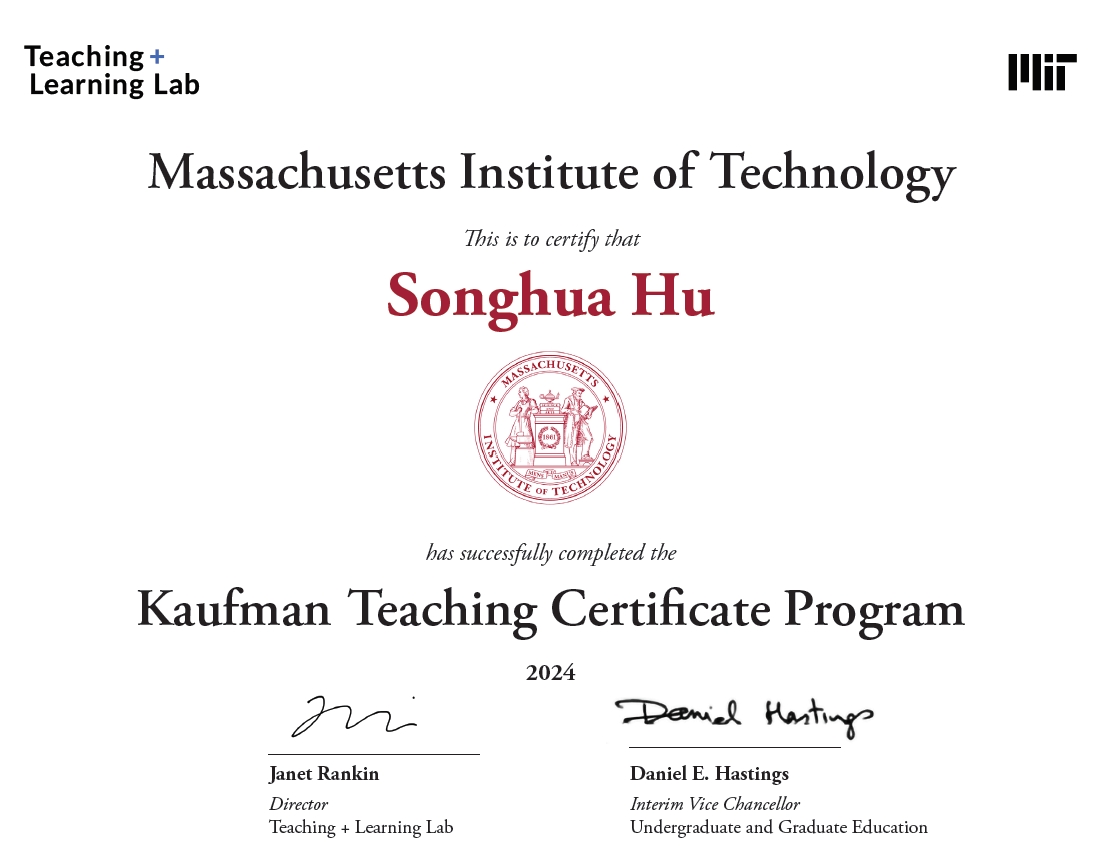 Teaching +
Learning Lab
MIT
Massachusetts Institute of Technology
This is to certify that
Songhua Hu
MASSACHUSETTS
INSTITUTE OF TECHNOLOGY
1861
MENS ET MANUS
has successfully completed the
Kaufman Teaching Certificate Program
2024
Daniel Hastings
Janet Rankin
Director
Teaching + Learning Lab
Daniel E. Hastings
Interim Vice Chancellor
Undergraduate and Graduate Education